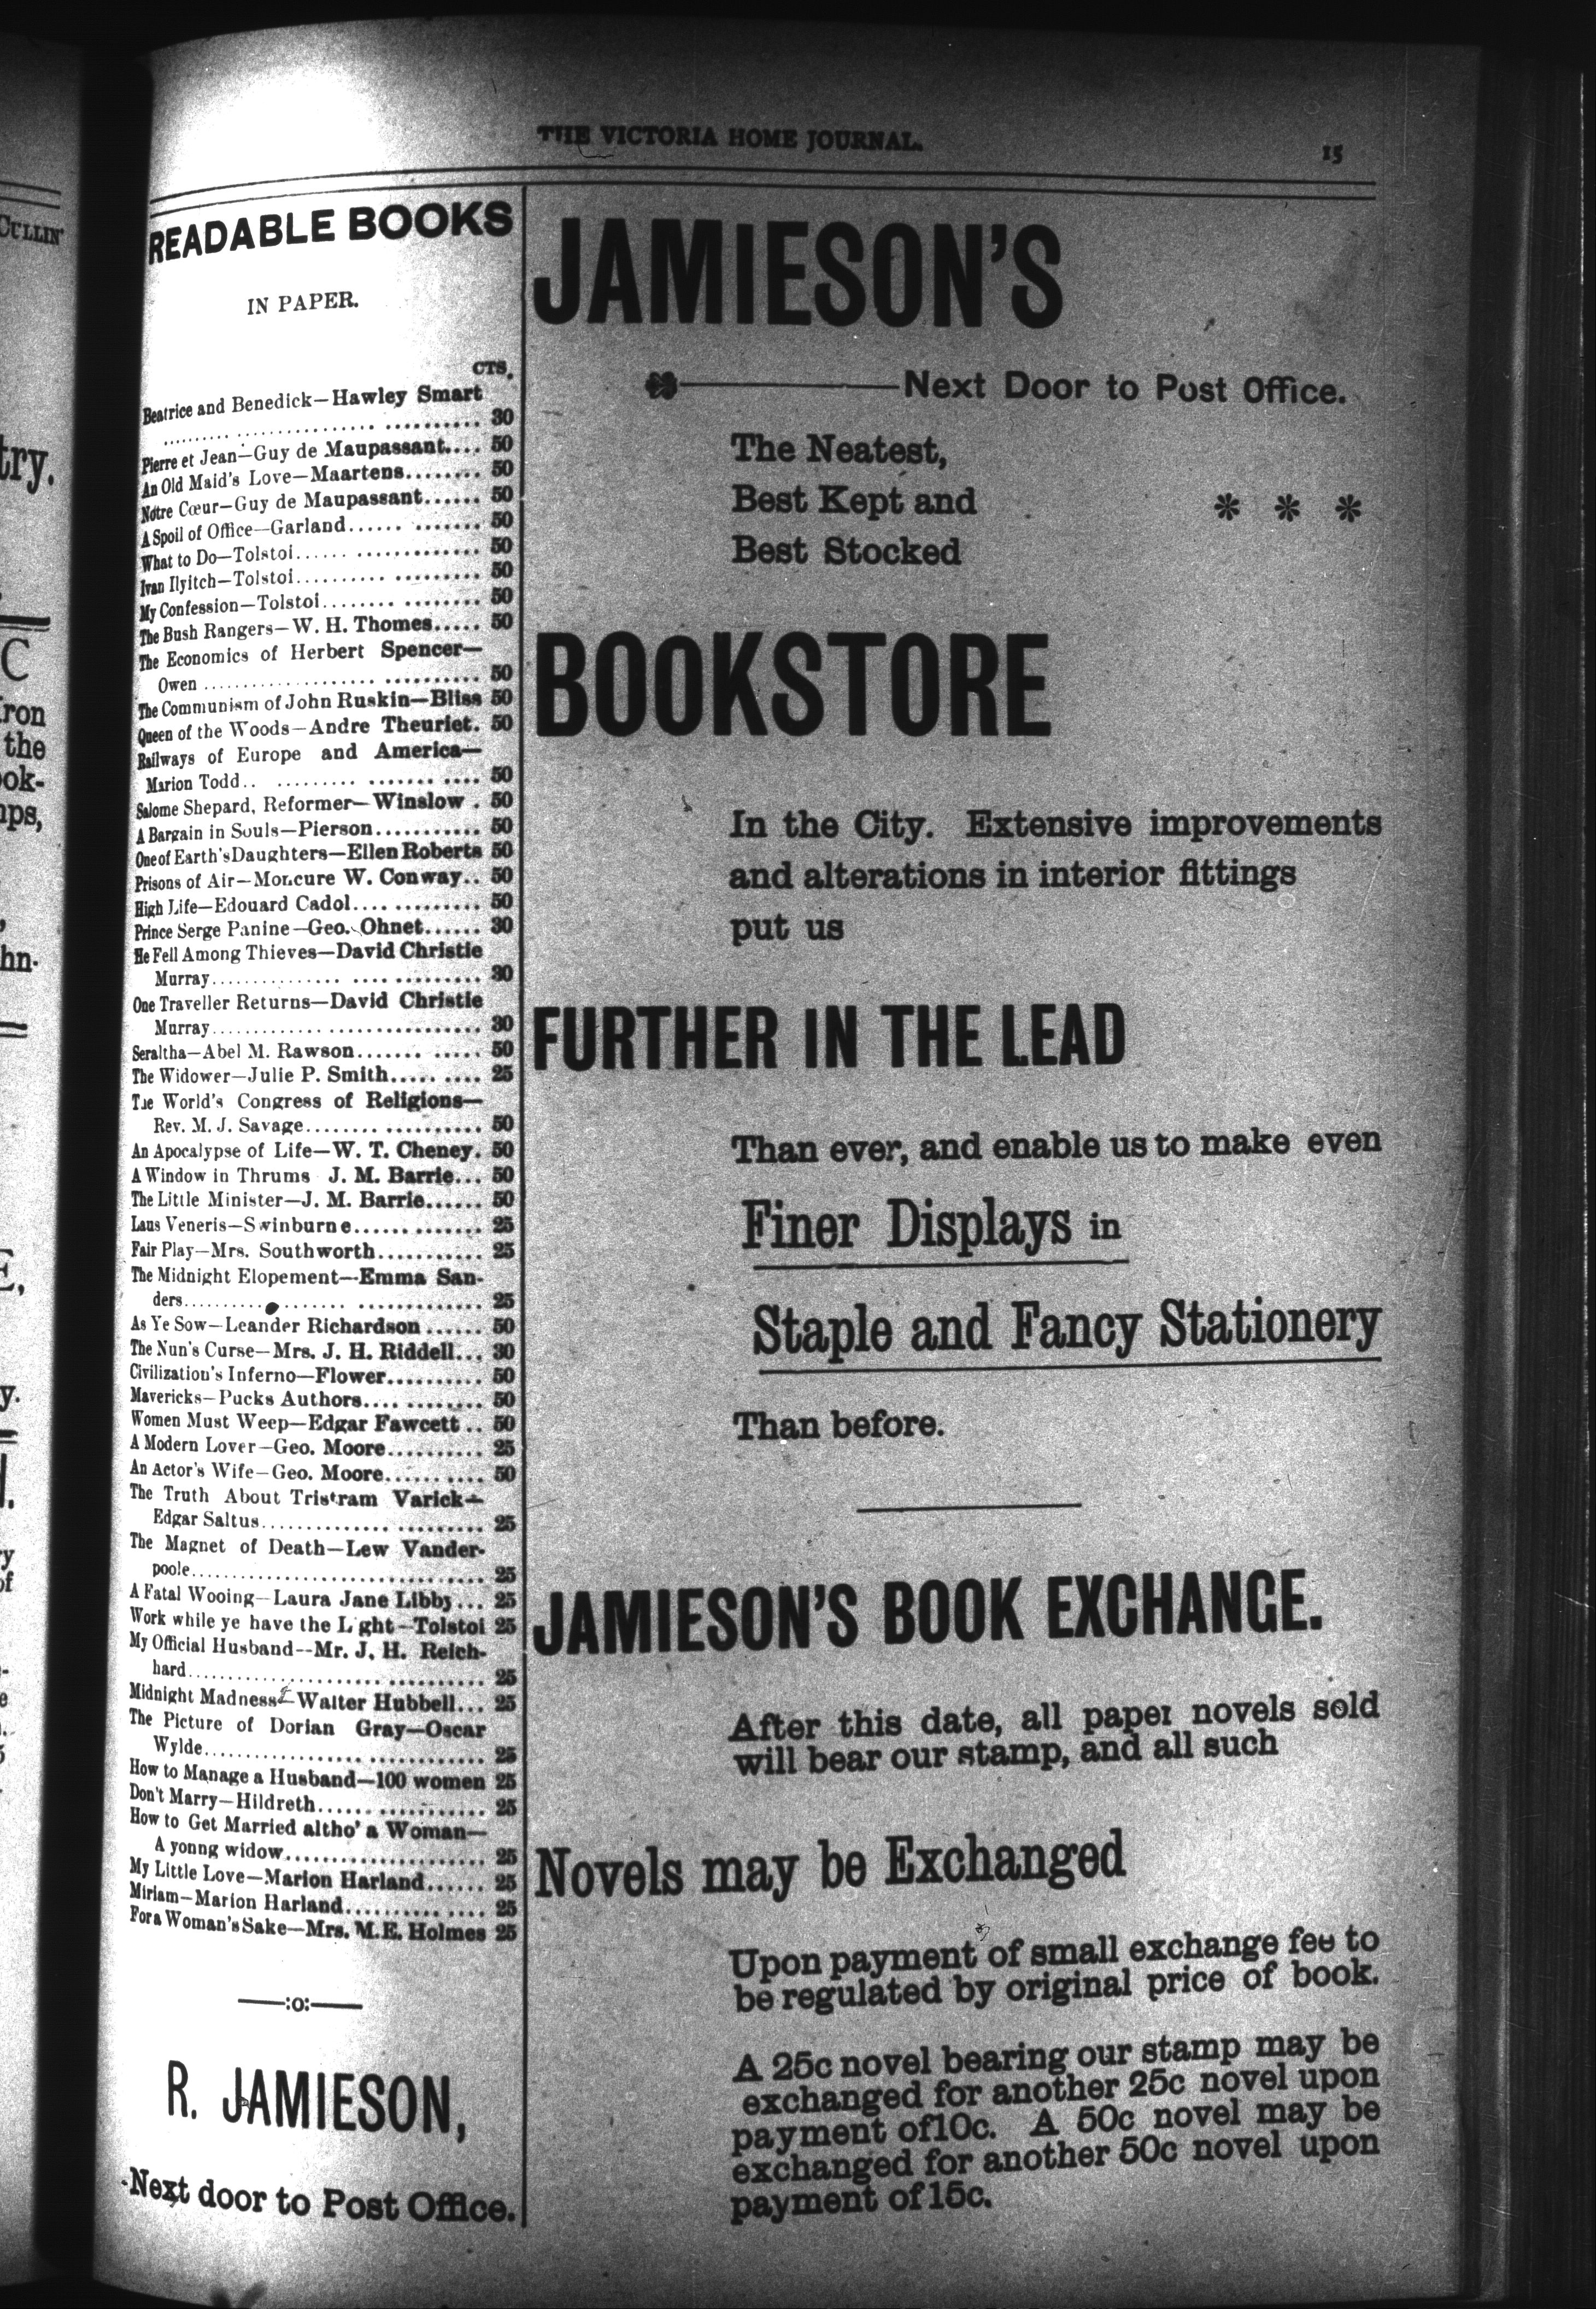 THE VICTORIA HOME JOURNAL.
15
READABLE BOOKS
IN PAPER.
CTS.
Beatrice and Benedick—Hawley Smart
.......... .............. .......... 30
Pierre et Jean—Guy de Maupassant.... 50
An Old Maid's Love—Maartens........ 50
Notre Cœur—Guy de Maupassant...... 50
A Spoil of Office—Garland...... ....... 50
What to Do—Tolstoi...... ............. 50
Ivan Ilyitch—Tolstoi.......... ......... 50
My Confession—Tolstoi........ ........ 50
The Bush Rangers—W. H. Thomes..... 50
The Economics of Herbert Spencer—
Owen .................... .......... 50
The Communism of John Ruskin—Bliss 50
Queen of the Woods—Andre Theuriet. 50
Railways of Europe and America—
Marion Todd.. ......... ....... .... 50
Salome Shepard, Reformer—Winslow . 50
A Bargain in Souls—Pierson........... 50
One of Earth's Daughters—Ellen Roberts 50
Prisons of Air—Moncure W. Conway.. 50
High Life—Edouard Cadol.... .......... 50
Prince Serge Panine—Geo. Ohnet...... 30
He Fell Among Thieves—David Christie
Murray............... .... .......... 30
One Traveller Returns—David Christie
Murray............. ................ 30
Seraltha—Abel M. Rawson....... ..... 50
The Widower—Julie P. Smith..... .... 25
The World's Congress of Religions—
Rev. M. J. Savage........ .......... 50
An Apocalypse of Life—W. T. Cheney. 50
A Window in Thrums J. M. Barrie... 50
The Little Minister—J. M. Barrie...... 50
Laus Veneris—Swinburne............. 25
Fair Play—Mrs. Southworth........... 25
The Midnight Elopement—Emma San-
ders................. ............. 25
As Ye Sow—Leander Richardson...... 50
The Nun's Curse—Mrs. J. H. Riddell... 30
Civilization's Inferno—Flower.......... 50
Mavericks—Pucks Authors.... ........ 50
Women Must Weep—Edgar Fawcett .. 50
A Modern Lover—Geo. Moore.......... 25
An Actor's Wife—Geo. Moore...... .... 50
The Truth About Tristram Varick—
Edgar Saltus.............. ......... 25
The Magnet of Death—Lew Vander-
poole............................... 25
A Fatal Wooing—Laura Jane Libby... 25
Work while ye have the L ght—Tolstoi 25
My Official Husband--Mr. J. H. Reich-
hard............................... 25
Midnight Madness—Walter Hubbell... 25
The Picture of Dorian Gray—Oscar
Wylde................ ............ 25
How to Manage a Husband—100 women 25
Don't Marry—Hildreth...... ........... 25
How to Get Married altho' a Woman—
A yonng widow..................... 25
My Little Love—Marion Harland...... 25
Miriam—Marion Harland.......... .... 25
For a Woman's Sake—Mrs. M.E. Holmes 25
——:o:——
R. JAMIESON,
Next door to Post Office.
JAMIESON'S
Next Door to Post Office.
The Neatest,
Best Kept and * * *
Best Stocked
BOOKSTORE
In the City. Extensive improvements
and alterations in interior fittings
put us
FURTHER IN THE LEAD
Than ever, and enable us to make even
Finer Displays in
Staple and Fancy Stationery
Than before.
JAMIESON'S BOOK EXCHANGE.
After this date, all paper novels sold
will bear our stamp, and all such
Novels may be Exchanged
Upon payment of small exchange fee to
be regulated by original price of book.
A 25c novel bearing our stamp may be
exchanged for another 25c novel upon
payment of 10c. A 50c novel may be
exchanged for another 50c novel upon
payment of 15c.